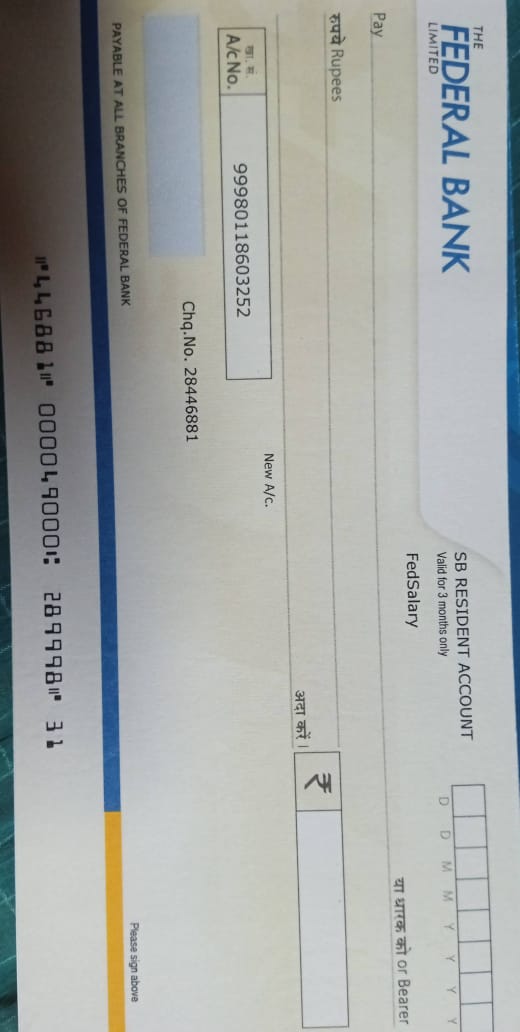 THE
FEDERAL BANK
LIMITED
SB RESIDENT ACCOUNT
Valid for 3 months only
FedSalary
D D M M Y Y Y Y
या धारक को or Bearer
Pay
रुपये Rupees
₹
अदा करें।
New A/c.
खा. सं.
A/c No.
99980118603252
Chq.No. 28446881
PAYABLE AT ALL BRANCHES OF FEDERAL BANK
Please sign above
⑈446881⑈ 000049000⑆ 289998⑈ 31